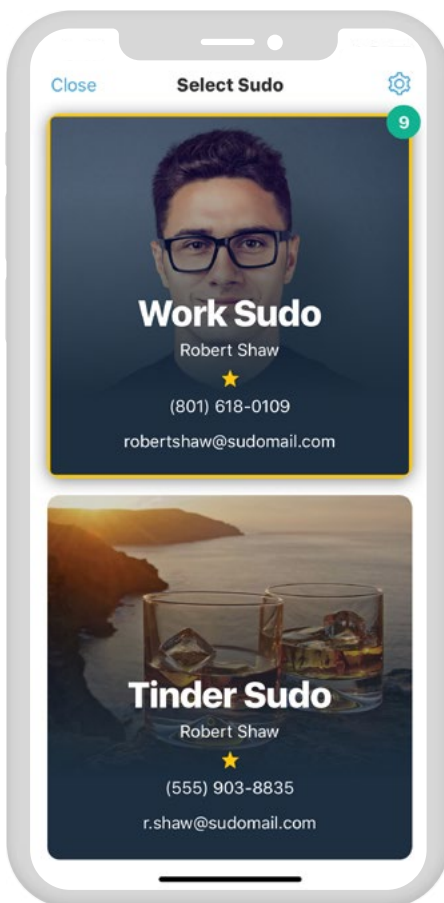 Close
Select Sudo
9
Work Sudo
Robert Shaw
(801) 618-0109
robertshaw@sudomail.com
Tinder Sudo
Robert Shaw
(555) 903-8835
r.shaw@sudomail.com